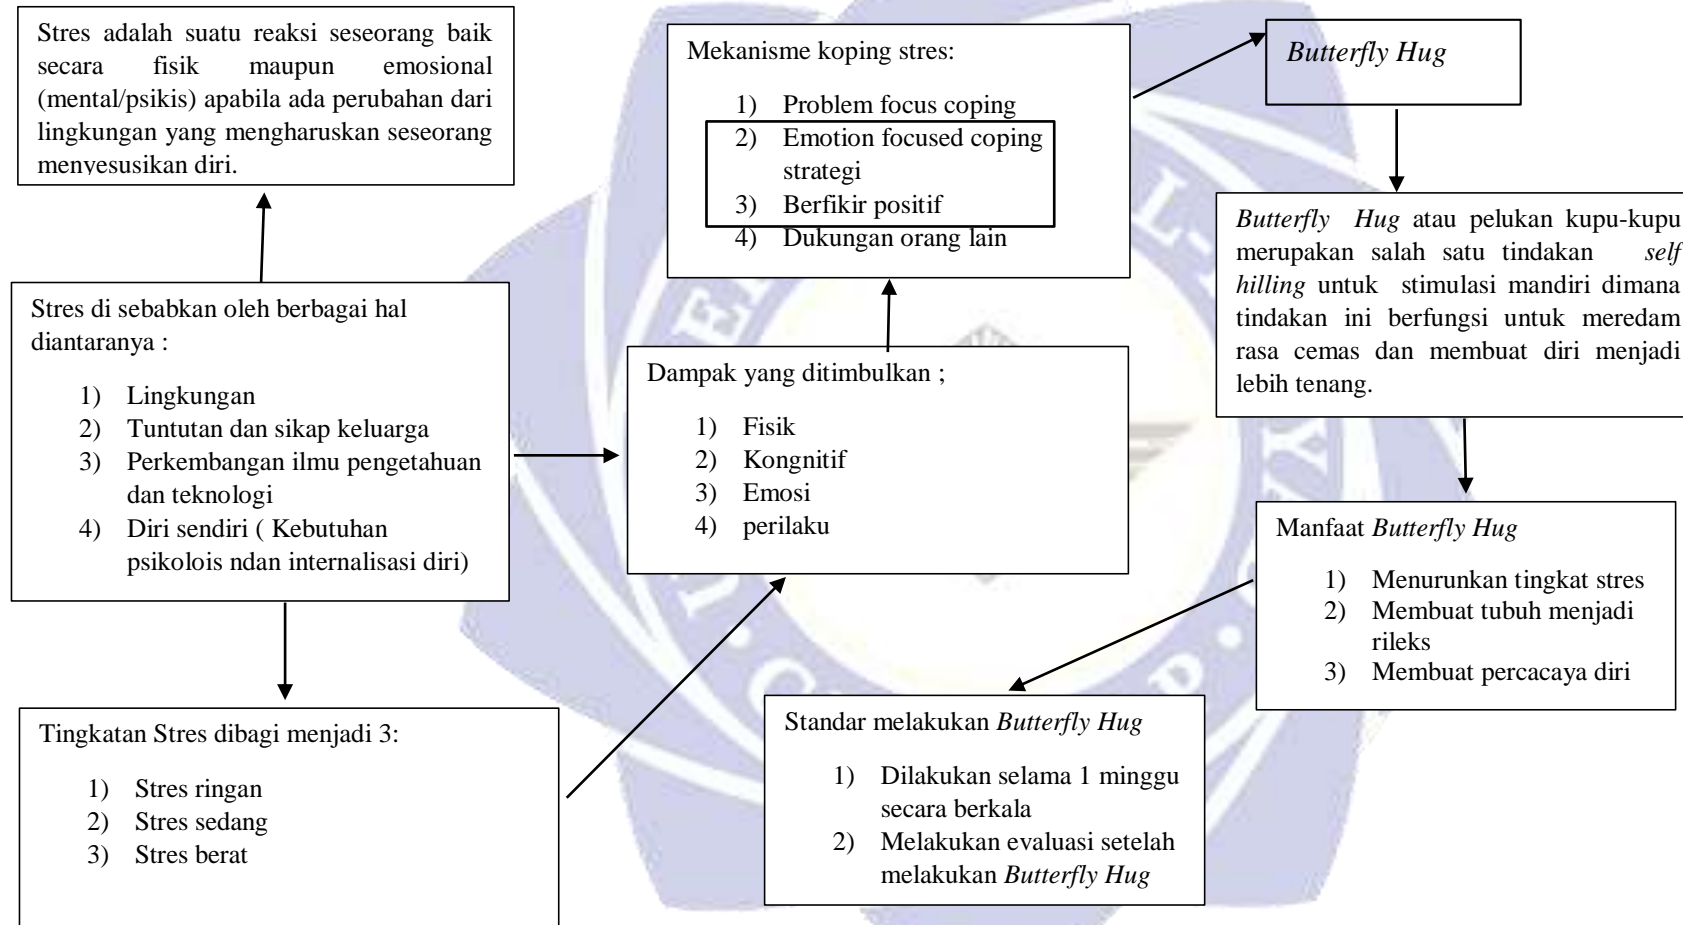 Stres adalah suatu reaksi seseorang baik
secara fisik maupun emosional
(mental/psikis) apabila ada perubahan dari
lingkungan yang mengharuskan seseorang
menyesusikan diri.
Stres di sebabkan oleh berbagai hal
diantaranya :
1) Lingkungan
2) Tuntutan dan sikap keluarga
3) Perkembangan ilmu pengetahuan
dan teknologi
4) Diri sendiri ( Kebutuhan
psikolois ndan internalisasi diri)
Tingkatan Stres dibagi menjadi 3:
1) Stres ringan
2) Stres sedang
3) Stres berat
Dampak yang ditimbulkan ;
1) Fisik
2) Kongnitif
3) Emosi
4) perilaku
Mekanisme koping stres:
1) Problem focus coping
2) Emotion focused coping
strategi
3) Berfikir positif
4) Dukungan orang lain
Butterfly Hug
Butterfly Hug atau pelukan kupu-kupu
merupakan salah satu tindakan self
hilling untuk stimulasi mandiri dimana
tindakan ini berfungsi untuk meredam
rasa cemas dan membuat diri menjadi
lebih tenang.
Manfaat Butterfly Hug
1) Menurunkan tingkat stres
2) Membuat tubuh menjadi
rileks
3) Membuat percacaya diri
Standar melakukan Butterfly Hug
1) Dilakukan selama 1 minggu
secara berkala
2) Melakukan evaluasi setelah
melakukan Butterfly Hug